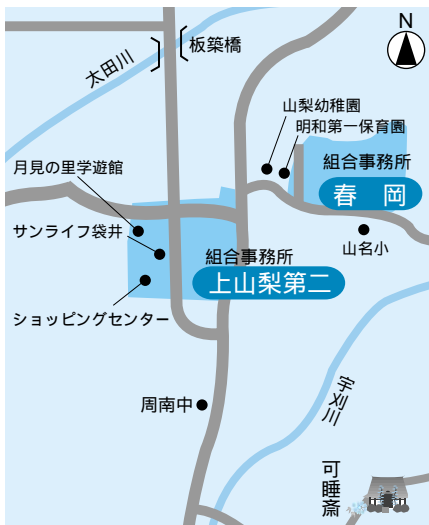 N
板築橋
太田川
山梨幼稚園
明和第一保育園
組合事務所
春 岡
月見の里学遊館
サンライフ袋井
山名小
組合事務所
上山梨第二
ショッピングセンター
周南中
宇刈川
可睡斎